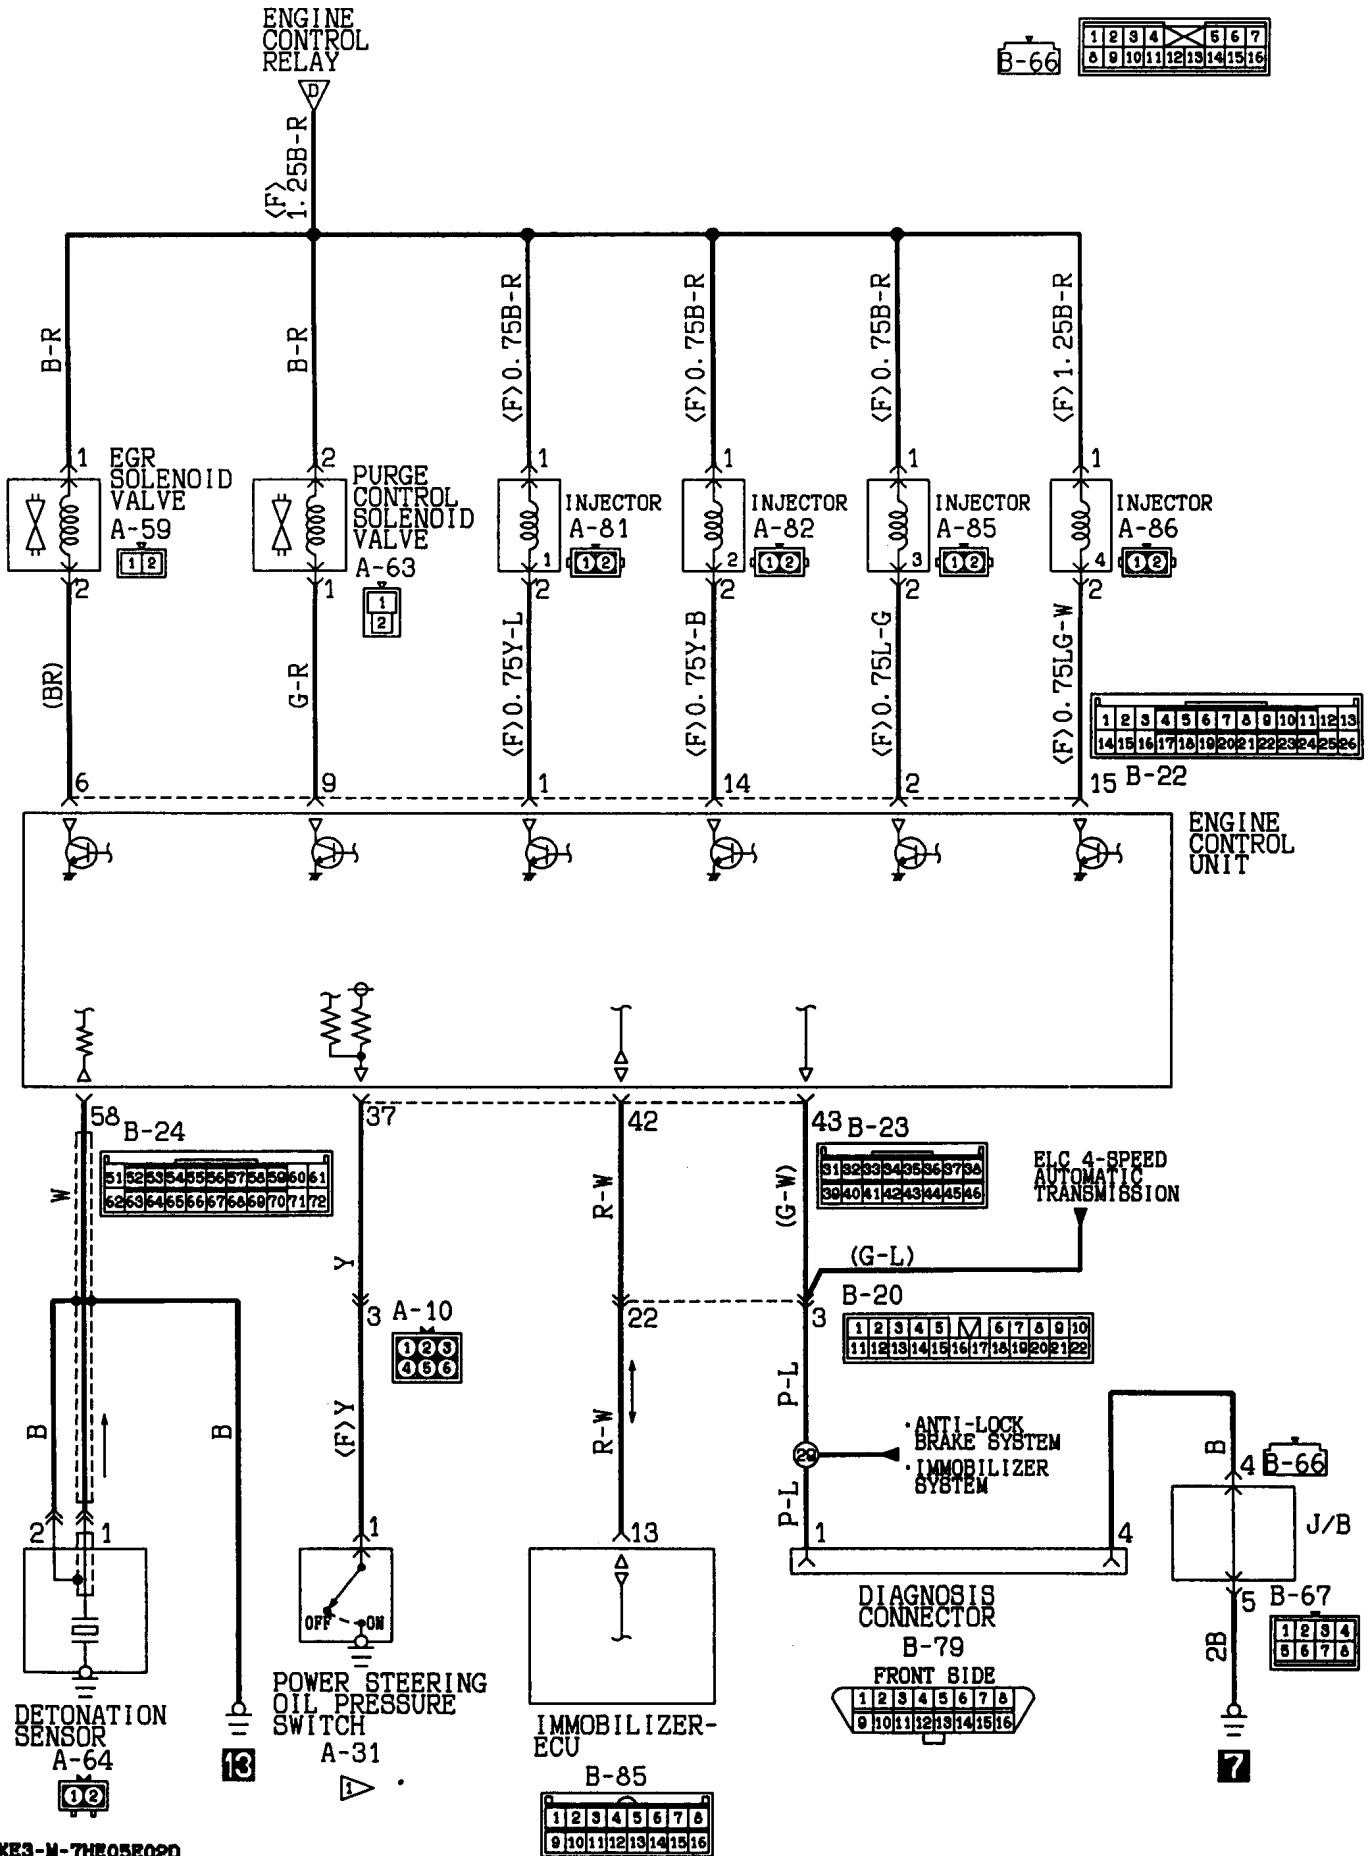 ENGINE
CONTROL
RELAY
D
<F>
1.25B-R
B-66
1 2 3 4 5 6 7
8 9 10 11 12 13 14 15 16
B-R
B-R
<F>0.75B-R
<F>0.75B-R
<F>0.75B-R
<F>1.25B-R
1
2
1
1
1
1
EGR
SOLENOID
VALVE
A-59
1 2
PURGE
CONTROL
SOLENOID
VALVE
A-63
1
2
INJECTOR
A-81
1 2
INJECTOR
A-82
1 2
INJECTOR
A-85
1 2
INJECTOR
A-86
1 2
1
2
3
4
2
1
2
2
2
2
(BR)
G-R
<F>0.75Y-L
<F>0.75Y-B
<F>0.75L-G
<F>0.75LG-W
1 2 3 4 5 6 7 8 9 10 11 12 13
14 15 16 17 18 19 20 21 22 23 24 25 26
B-22
6
9
1
14
2
15
ENGINE
CONTROL
UNIT
58
B-24
51 52 53 54 55 56 57 58 59 60 61
62 63 64 65 66 67 68 69 70 71 72
37
42
43
B-23
31 32 33 34 35 36 37 38
39 40 41 42 43 44 45 46
ELC 4-SPEED
AUTOMATIC
TRANSMISSION
W
Y
R-W
(G-W)
(G-L)
3
A-10
1 2 3
4 5 6
22
3
B-20
1 2 3 4 5 6 7 8 9 10
11 12 13 14 15 16 17 18 19 20 21 22
B
B
<F>Y
R-W
P-L
29
·ANTI-LOCK
BRAKE SYSTEM
·IMMOBILIZER
SYSTEM
P-L
B
4
B-66
J/B
2
1
1
13
1
4
5
B-67
1 2 3 4
5 6 7 8
2B
7
OFF
ON
DETONATION
SENSOR
A-64
1 2
13
POWER STEERING
OIL PRESSURE
SWITCH
A-31
1
IMMOBILIZER-
ECU
B-85
1 2 3 4 5 6 7 8
9 10 11 12 13 14 15 16
DIAGNOSIS
CONNECTOR
B-79
FRONT SIDE
1 2 3 4 5 6 7 8
9 10 11 12 13 14 15 16